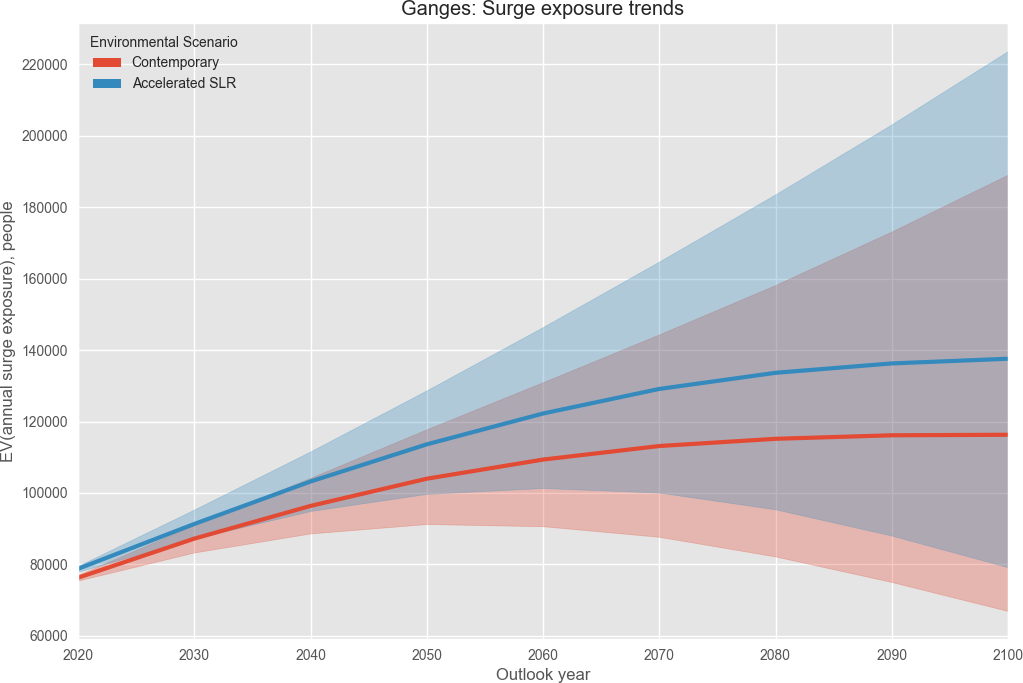 Ganges: Surge exposure trends
Environmental Scenario
Contemporary
Accelerated SLR
EV(annual surge exposure), people
220000
200000
180000
160000
140000
120000
100000
80000
60000
2020 2030 2040 2050 2060 2070 2080 2090 2100
Outlook year